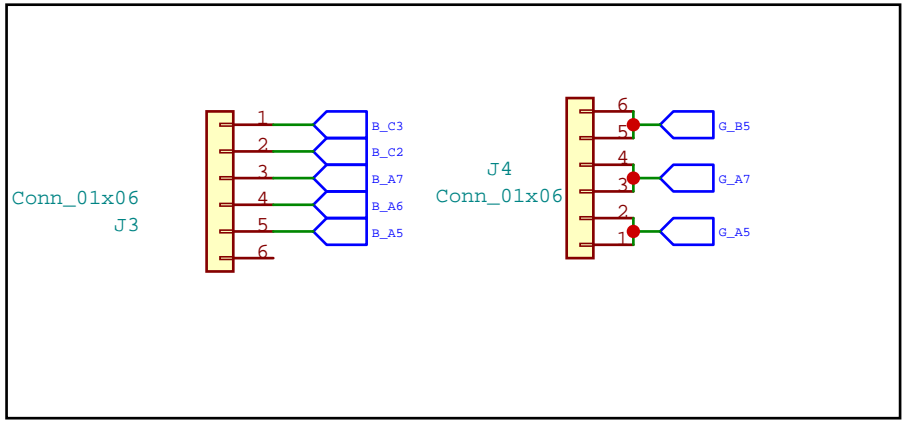 Conn_01x06
J3
1
2
3
4
5
6
B_C3
B_C2
B_A7
B_A6
B_A5
J4
Conn_01x06
6
5
4
3
2
1
G_B5
G_A7
G_A5